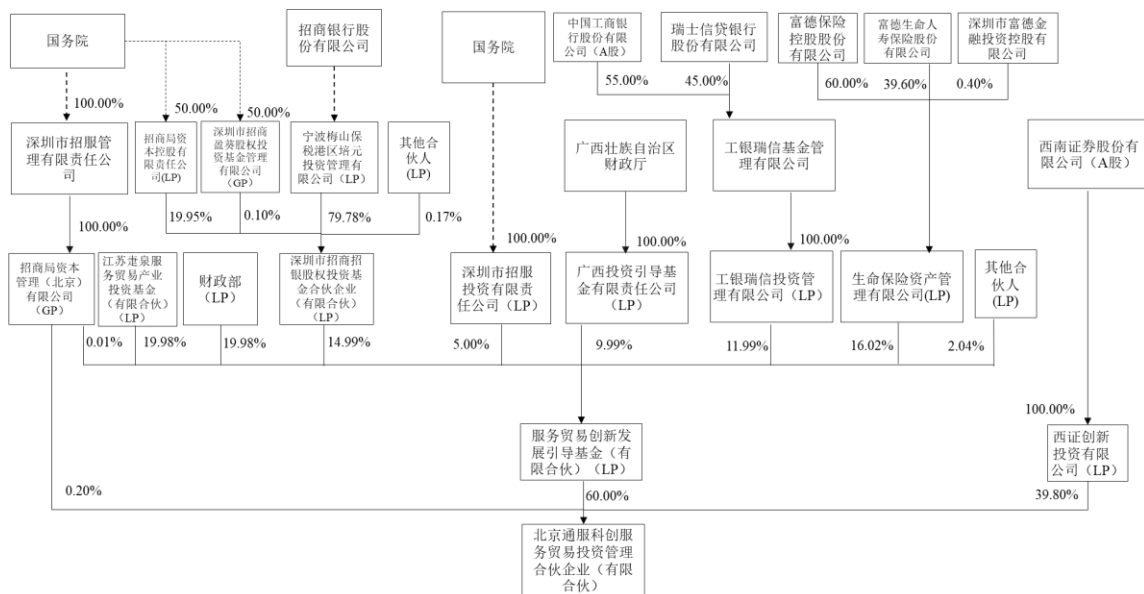 国务院
招商银行股
份有限公司
国务院
中国工商银
行股份有限
公司（A股）
瑞士信贷银行
股份有限公司
富德保险
控股股份
有限公司
富德生命人
寿保险股份
有限公司
深圳市富德金
融投资控股有
限公司
100.00%
50.00%
50.00%
55.00%
45.00%
60.00%
39.60%
0.40%
深圳市招服管
理有限责任公
司
招商局资
本控股有
限责任公
司(LP)
深圳市招商
盈葵股权投
资基金管理
有限公司
（GP）
宁波梅山保
税港区培元
投资管理有
限公司（LP）
其他合
伙人
(LP)
广西壮族自治区
财政厅
工银瑞信基金管
理有限公司
西南证券股份有
限公司（A股）
100.00%
19.95%
0.10%
79.78%
0.17%
100.00%
100.00%
100.00%
招商局资本
管理（北京）
有限公司
（GP）
江苏疌泉服
务贸易产业
投资基金
（有限合伙）
（LP）
财政部
（LP）
深圳市招商招
银股权投资基
金合伙企业
（有限合伙）
（LP）
深圳市招服
投资有限责
任公司（LP）
广西投资引导基
金有限责任公司
（LP）
工银瑞信投资管
理有限公司（LP）
生命保险资产
管理有限公司(LP)
其他合
伙人
(LP)
0.01%
19.98%
19.98%
14.99%
5.00%
9.99%
11.99%
16.02%
2.04%
100.00%
服务贸易创新发
展引导基金（有
限合伙）（LP）
西证创新
投资有限
公司（LP）
0.20%
60.00%
39.80%
北京通服科创服
务贸易投资管理
合伙企业（有限
合伙）